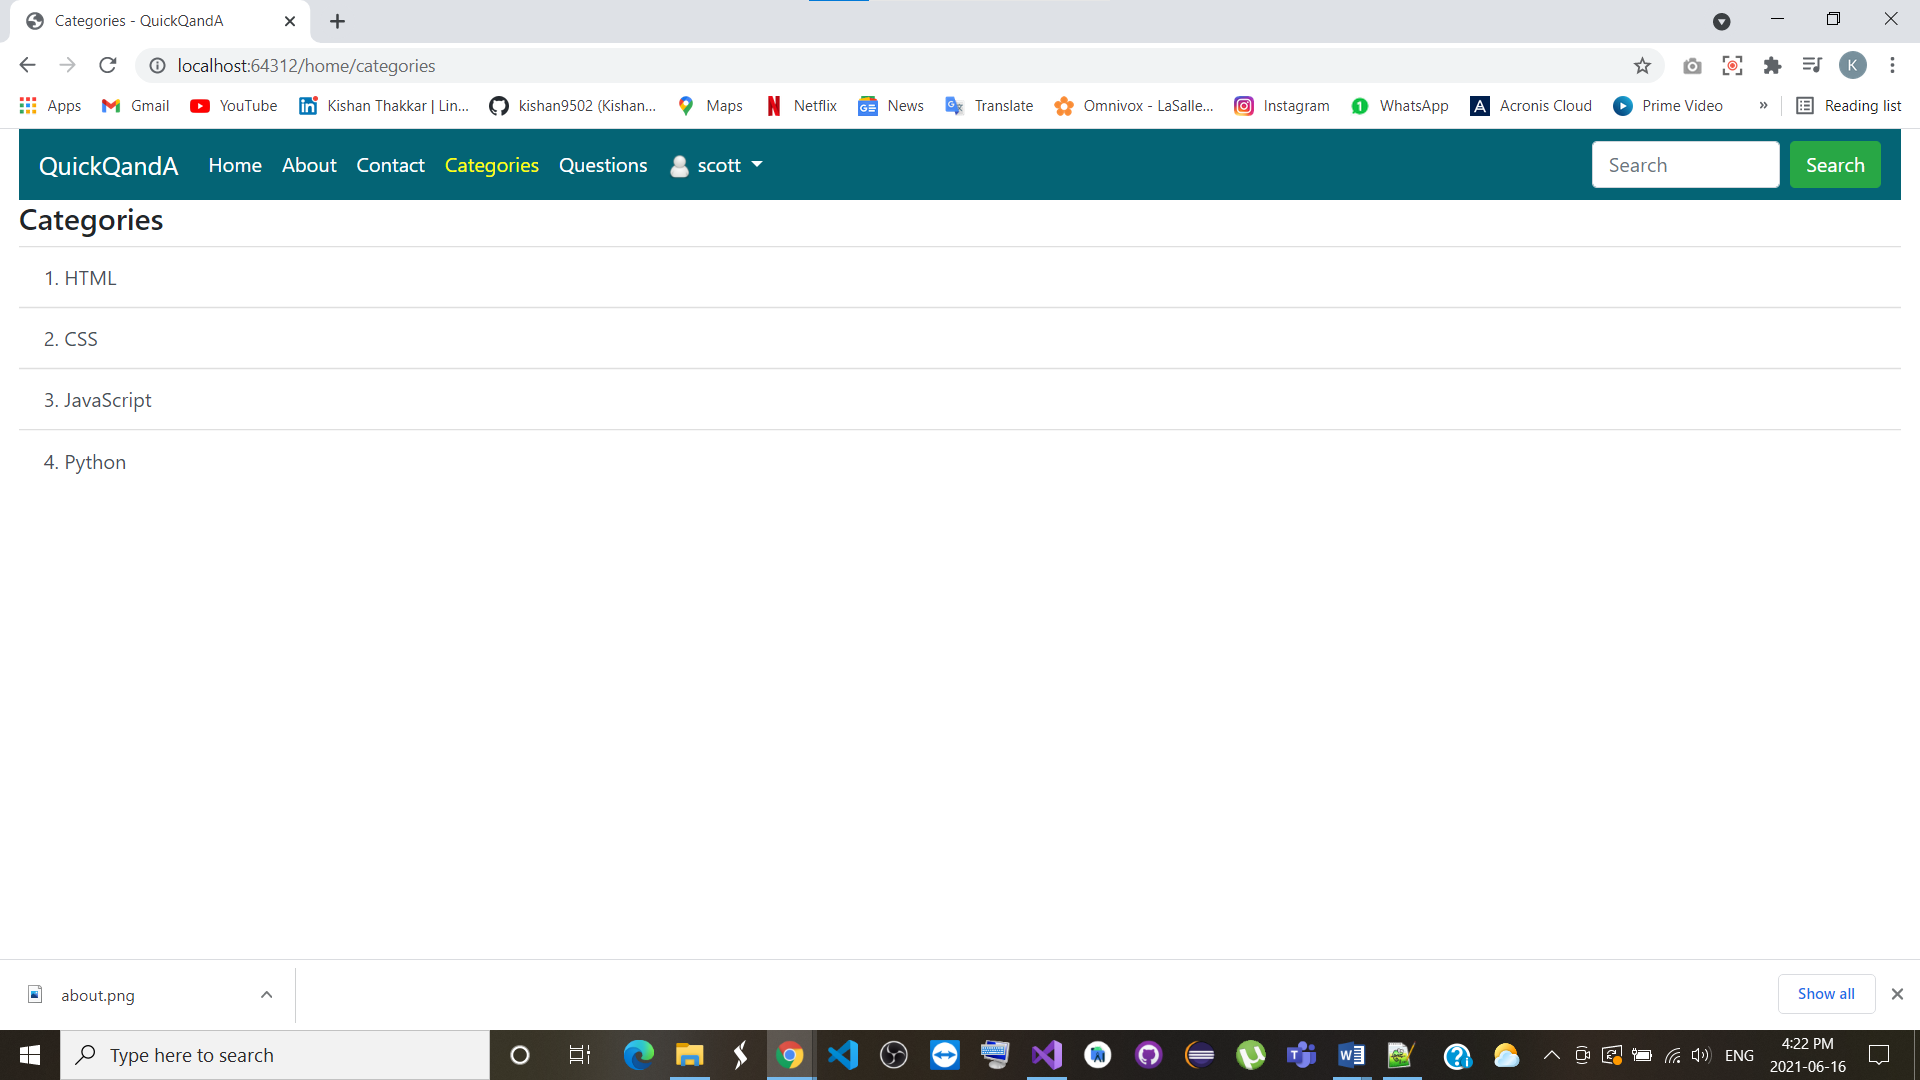 Categories - QuickQandA
localhost:64312/home/categories
K
Apps Gmail YouTube Kishan Thakkar | Lin... kishan9502 (Kishan... Maps Netflix News Translate Omnivox - LaSalle... Instagram 1 WhatsApp A Acronis Cloud Prime Video » Reading list
QuickQandA Home About Contact Categories Questions scott Search Search
Categories
1. HTML
2. CSS
3. JavaScript
4. Python
about.png Show all
Type here to search
ENG
4:22 PM
2021-06-16